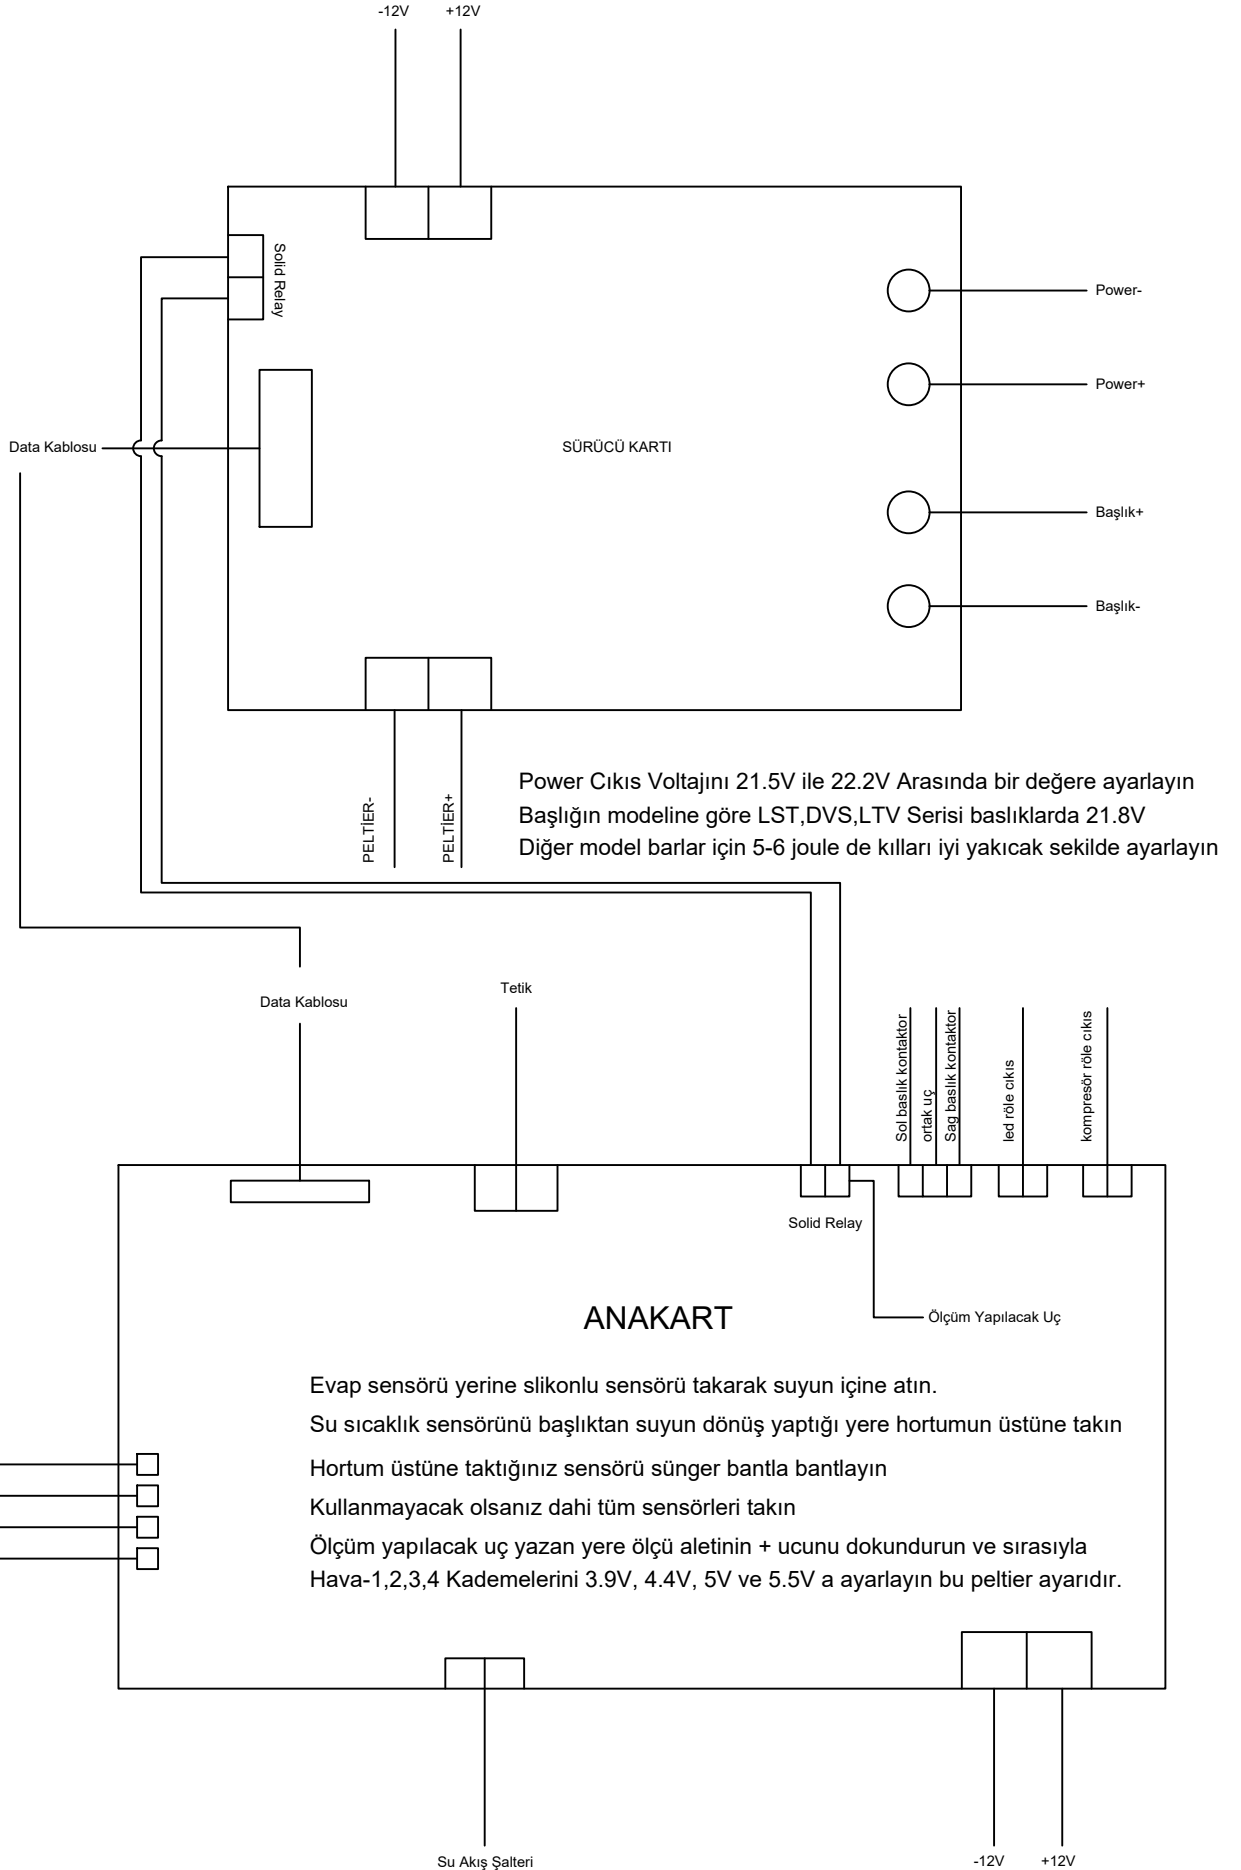 -12V
+12V
Solid Relay
Power-
Power+
Data Kablosu
SÜRÜCÜ KARTI
Başlık+
Başlık-
PELTİER-
PELTİER+
Power Cıkıs Voltajını 21.5V ile 22.2V Arasında bir değere ayarlayın
Başlığın modeline göre LST,DVS,LTV Serisi baslıklarda 21.8V
Diğer model barlar için 5-6 joule de kılları iyi yakıcak sekilde ayarlayın
Data Kablosu
Tetik
Sol baslık kontaktor
ortak uç
Sag baslık kontaktor
led röle cıkıs
kompresör röle cıkıs
Solid Relay
ANAKART
Ölçüm Yapılacak Uç
Evap sensörü yerine slikonlu sensörü takarak suyun içine atın.
Su sıcaklık sensörünü başlıktan suyun dönüş yaptığı yere hortumun üstüne takın
Hortum üstüne taktığınız sensörü sünger bantla bantlayın
Kullanmayacak olsanız dahi tüm sensörleri takın
Ölçüm yapılacak uç yazan yere ölçü aletinin + ucunu dokundurun ve sırasıyla
Hava-1,2,3,4 Kademelerini 3.9V, 4.4V, 5V ve 5.5V a ayarlayın bu peltier ayarıdır.
Su Akış Şalteri
-12V
+12V